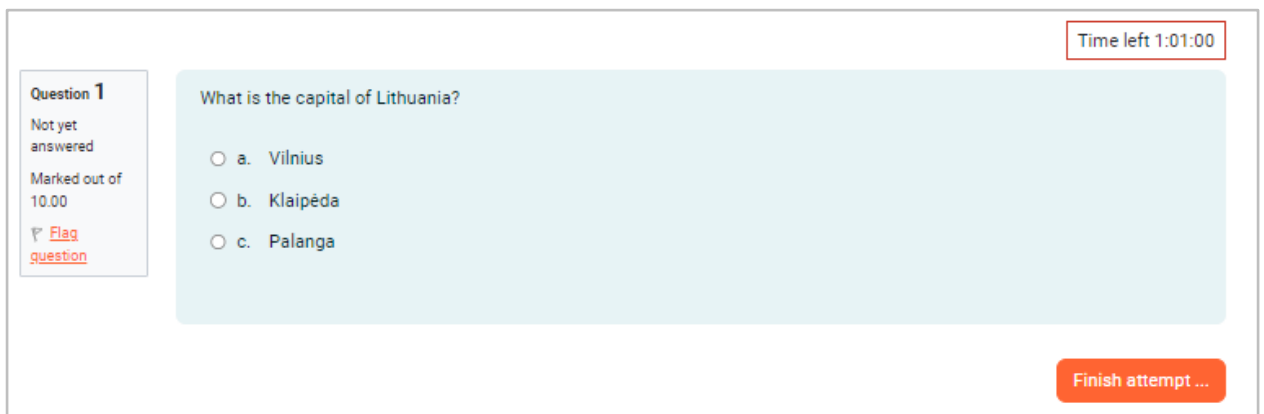 Time left 1:01:00
Question 1
Not yet
answered
Marked out of
10.00
Flag
question
What is the capital of Lithuania?
a. Vilnius
b. Klaipėda
c. Palanga
Finish attempt ...